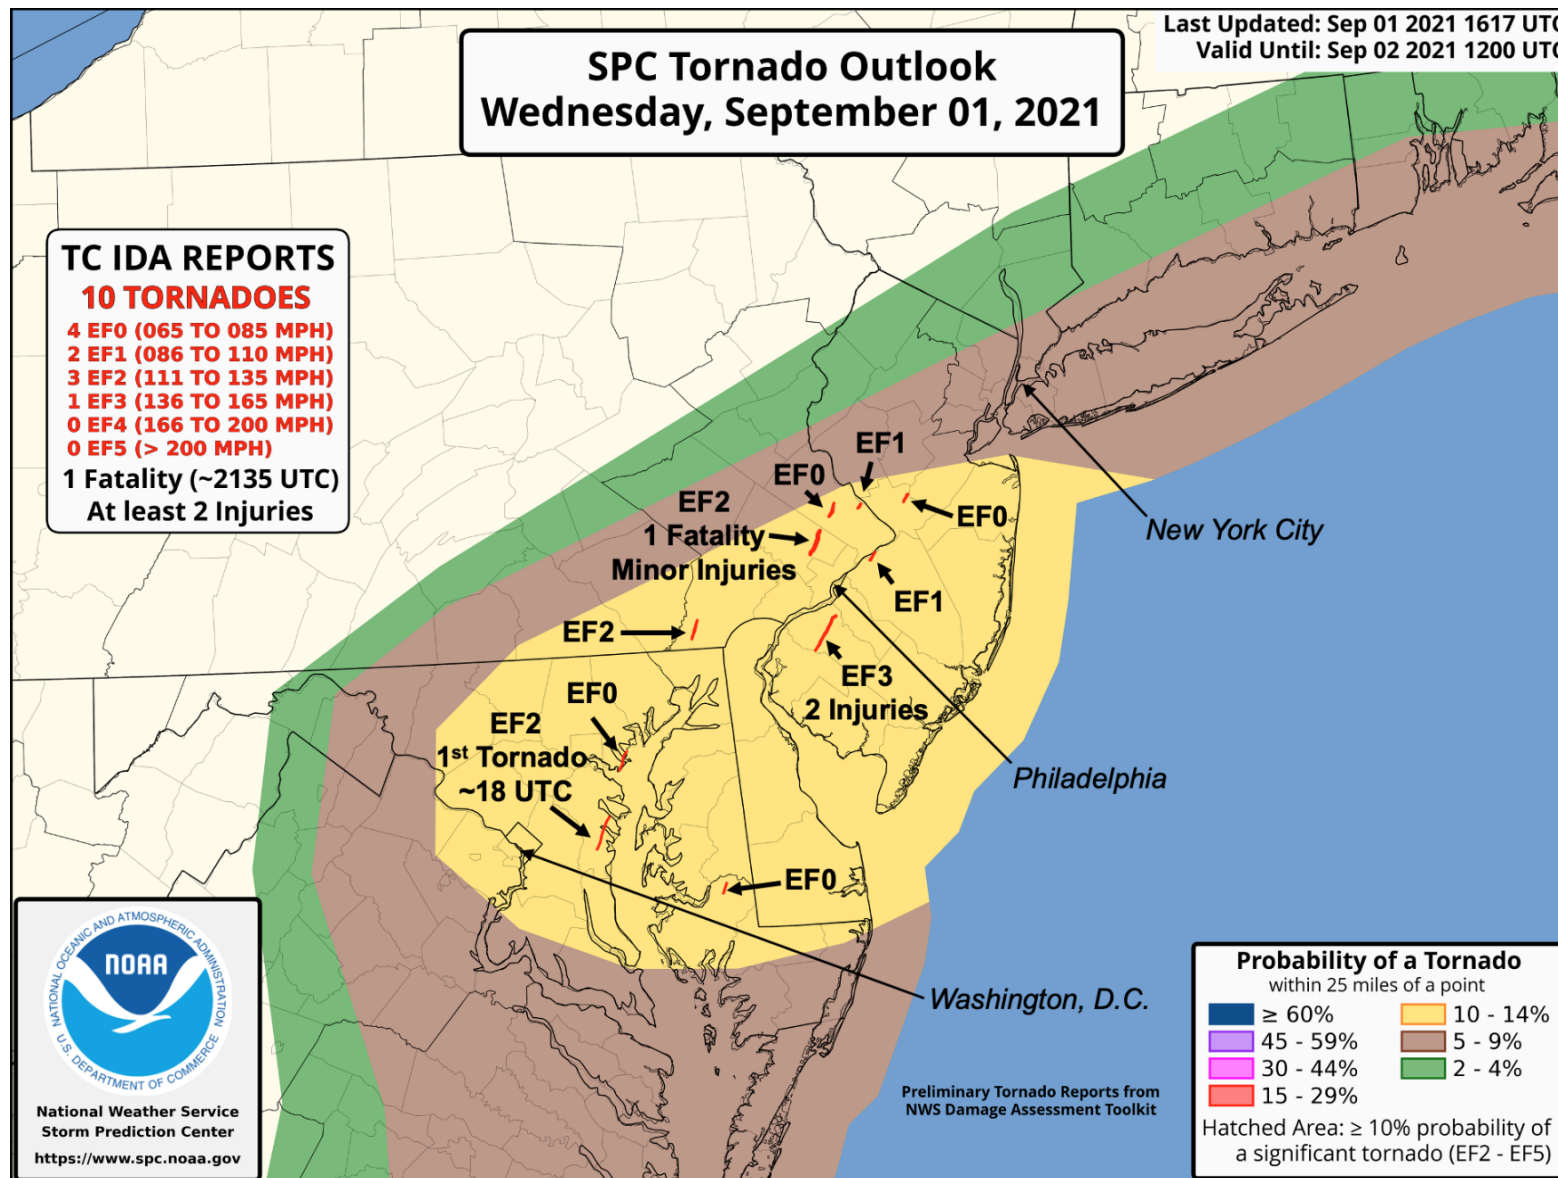 Last Updated: Sep 01 2021 1617 UTC
Valid Until: Sep 02 2021 1200 UTC
SPC Tornado Outlook
Wednesday, September 01, 2021
TC IDA REPORTS
10 TORNADOES
4 EF0 (065 TO 085 MPH)
2 EF1 (086 TO 110 MPH)
3 EF2 (111 TO 135 MPH)
1 EF3 (136 TO 165 MPH)
0 EF4 (166 TO 200 MPH)
0 EF5 (> 200 MPH)
1 Fatality (~2135 UTC)
At least 2 Injuries
EF1
EF0
EF2
1 Fatality
Minor Injuries
EF0
New York City
EF1
EF2
EF3
2 Injuries
EF0
EF2
1st Tornado
~18 UTC
Philadelphia
EF0
Washington, D.C.
NATIONAL OCEANIC AND ATMOSPHERIC ADMINISTRATION
NOAA
U.S. DEPARTMENT OF COMMERCE
National Weather Service
Storm Prediction Center
https://www.spc.noaa.gov
Preliminary Tornado Reports from
NWS Damage Assessment Toolkit
Probability of a Tornado
within 25 miles of a point
≥ 60%
45 - 59%
30 - 44%
15 - 29%
10 - 14%
5 - 9%
2 - 4%
Hatched Area: ≥ 10% probability of
a significant tornado (EF2 - EF5)